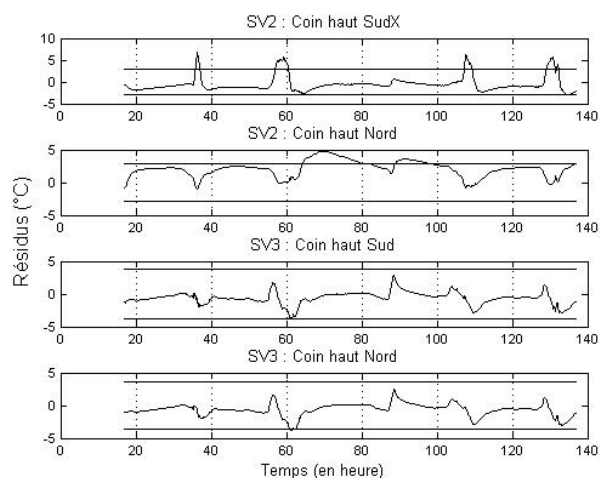 SV2 : Coin haut SudX
10
5
0
-5
0 20 40 60 80 100 120 140
SV2 : Coin haut Nord
5
0
-5
0 20 40 60 80 100 120 140
SV3 : Coin haut Sud
5
0
-5
0 20 40 60 80 100 120 140
SV3 : Coin haut Nord
5
0
-5
0 20 40 60 80 100 120 140
Temps (en heure)
Résidus (°C)